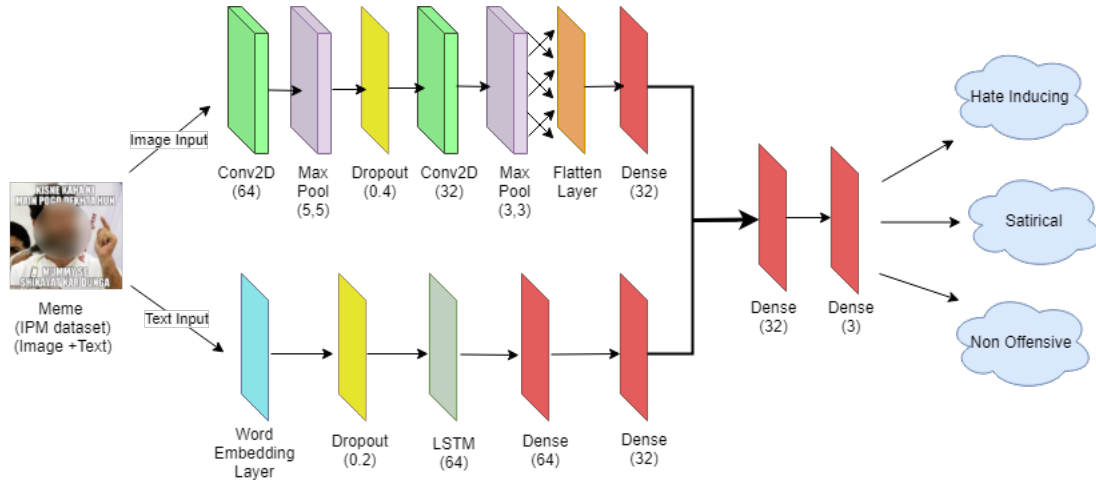 Image Input
Conv2D
(64)
Max
Pool
(5,5)
Dropout
(0.4)
Conv2D
(32)
Max
Pool
(3,3)
Flatten
Layer
Dense
(32)
KISNE KAHA KI
MAIN POGO DEKHTA HUN
MUMMY SE
SHIKAYAT KAR DUNGA
Meme
(IPM dataset)
(Image +Text)
Text Input
Word
Embedding
Layer
Dropout
(0.2)
LSTM
(64)
Dense
(64)
Dense
(32)
Dense
(32)
Dense
(3)
Hate Inducing
Satirical
Non Offensive